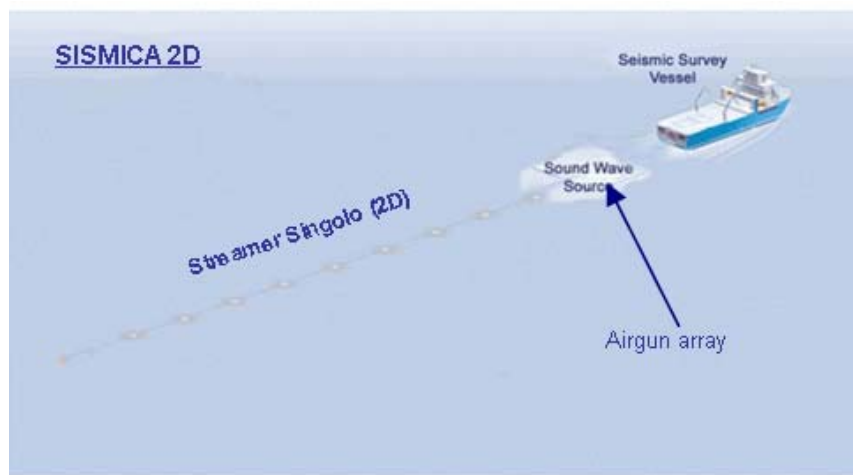 SISMICA 2D
Seismic Survey
Vessel
Sound Wave
Source
Streamer Singolo (2D)
Airgun array